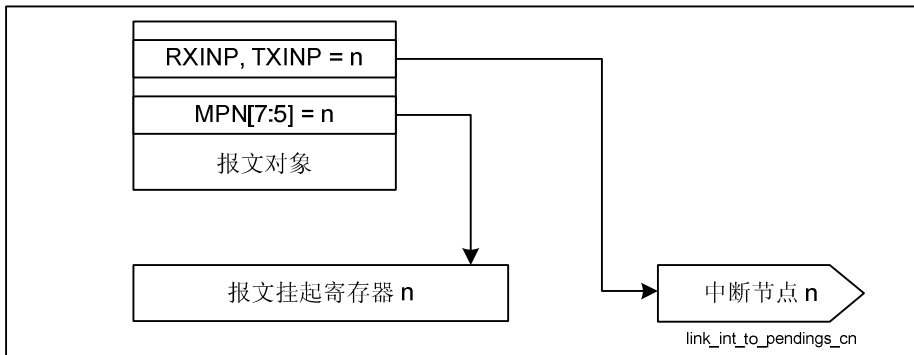 RXINP, TXINP = n
MPN[7:5] = n
报文对象
报文挂起寄存器 n
中断节点 n
link_int_to_pendings_cn